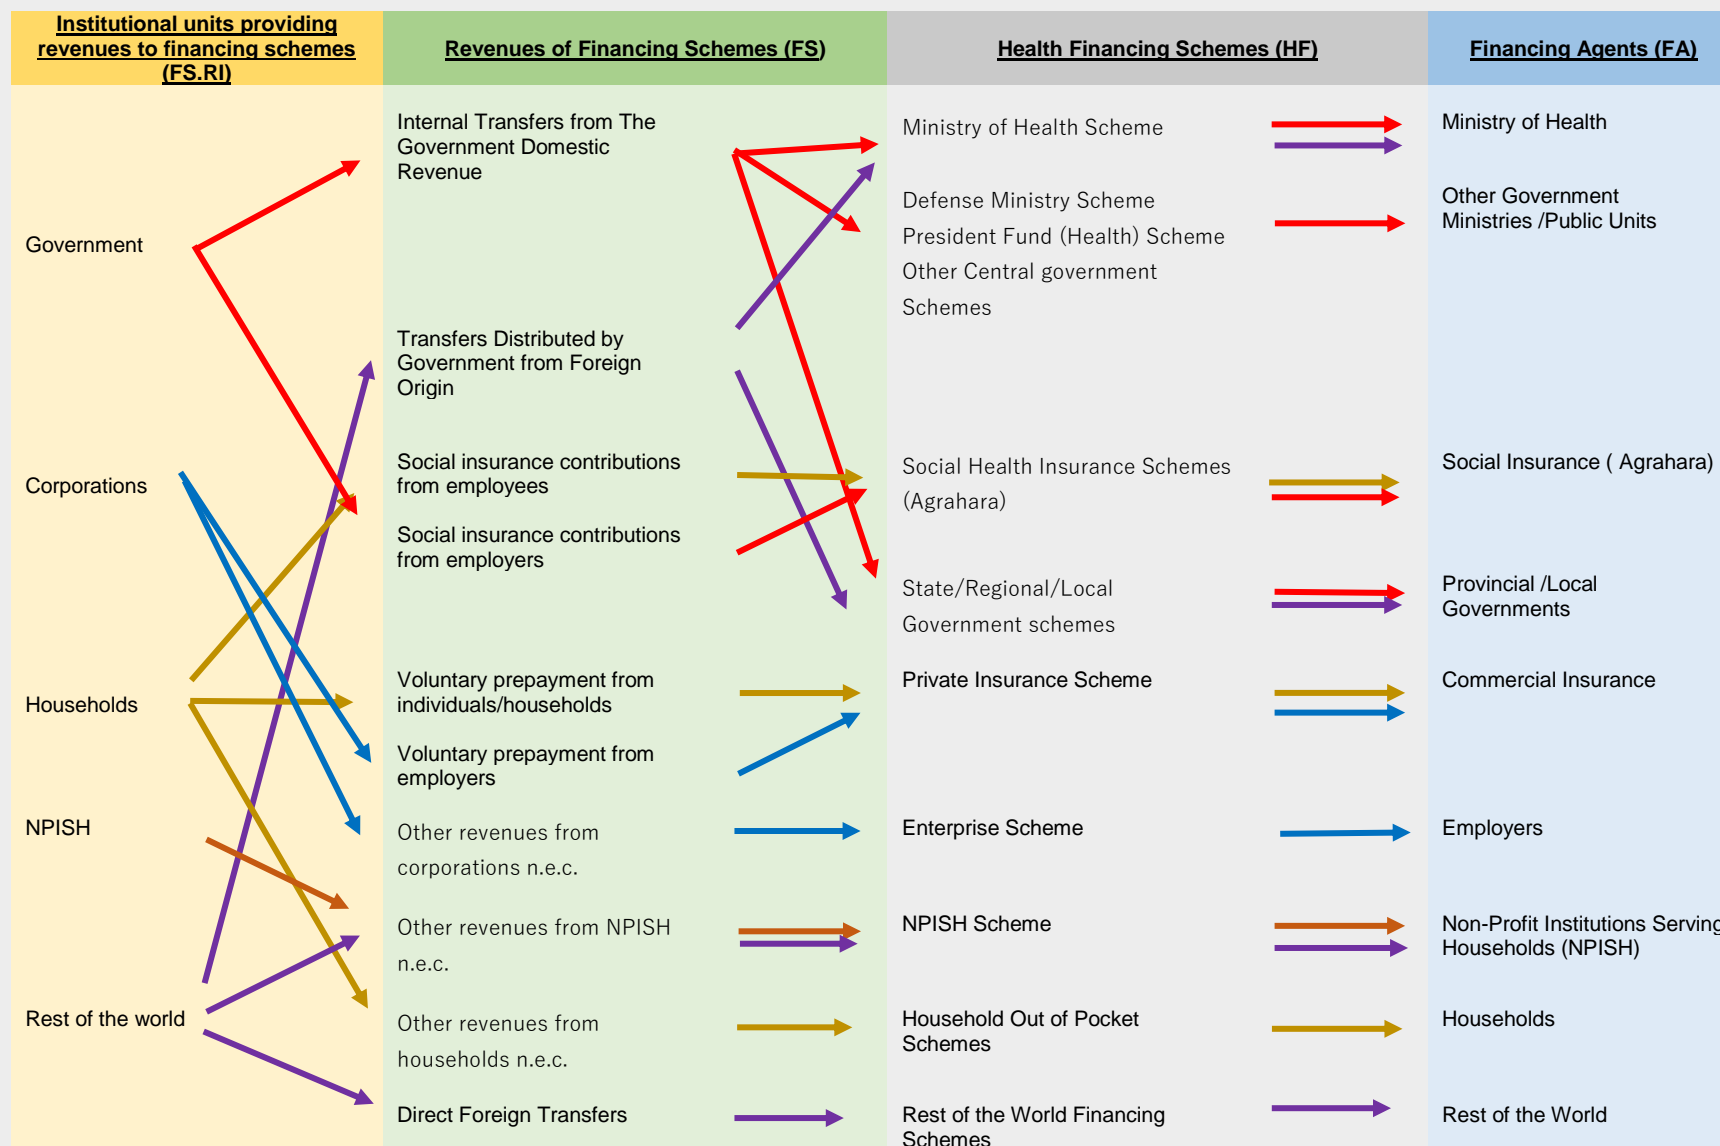 Institutional units providing
revenues to financing schemes
(FS.RI)
Revenues of Financing Schemes (FS)
Health Financing Schemes (HF)
Financing Agents (FA)
Government
Corporations
Households
NPISH
Rest of the world
Internal Transfers from The
Government Domestic
Revenue
Transfers Distributed by
Government from Foreign
Origin
Social insurance contributions
from employees
Social insurance contributions
from employers
Voluntary prepayment from
individuals/households
Voluntary prepayment from
employers
Other revenues from
corporations n.e.c.
Other revenues from NPISH
n.e.c.
Other revenues from
households n.e.c.
Direct Foreign Transfers
Ministry of Health Scheme
Defense Ministry Scheme
President Fund (Health) Scheme
Other Central government
Schemes
Social Health Insurance Schemes
(Agrahara)
State/Regional/Local
Government schemes
Private Insurance Scheme
Enterprise Scheme
NPISH Scheme
Household Out of Pocket
Schemes
Rest of the World Financing
Schemes
Ministry of Health
Other Government
Ministries /Public Units
Social Insurance ( Agrahara)
Provincial /Local
Governments
Commercial Insurance
Employers
Non-Profit Institutions Serving
Households (NPISH)
Households
Rest of the World